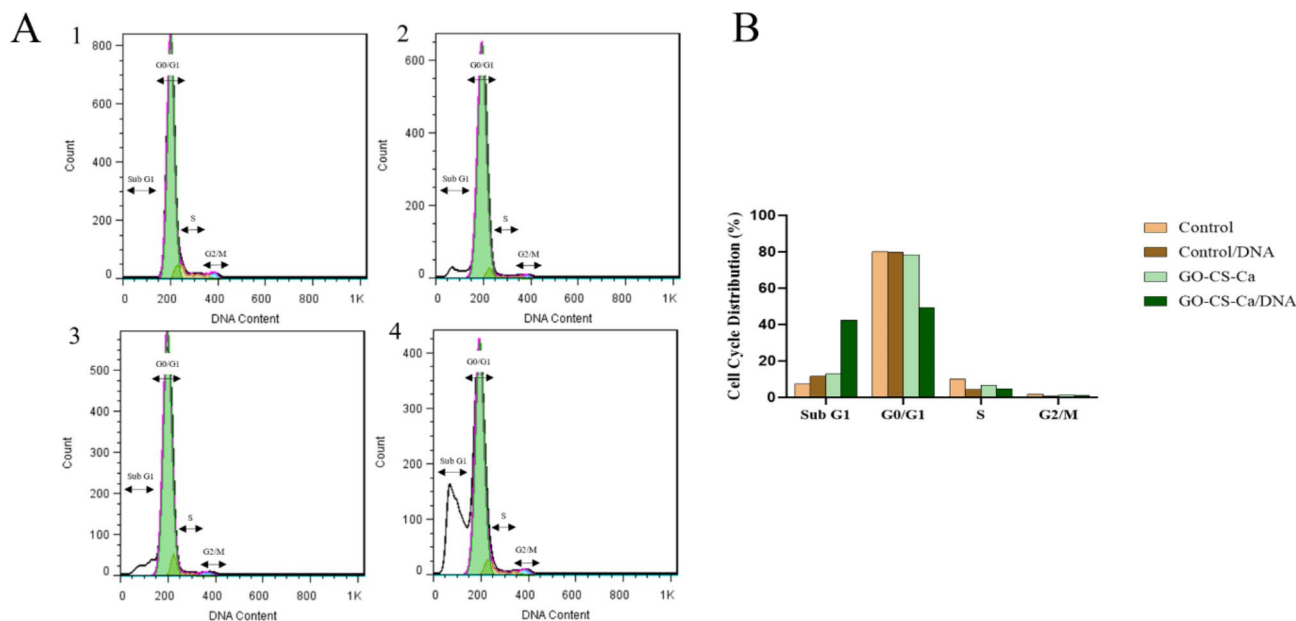 A
1
800
600
400
200
0
Count
G0/G1
Sub G1
S
G2/M
0 200 400 600 800 1K
DNA Content
2
600
400
200
0
Count
G0/G1
Sub G1
S
G2/M
0 200 400 600 800 1K
DNA Content
3
500
400
300
200
100
0
Count
G0/G1
Sub G1
S
G2/M
0 200 400 600 800 1K
DNA Content
4
400
300
200
100
0
Count
G0/G1
Sub G1
S
G2/M
0 200 400 600 800 1K
DNA Content
B
Cell Cycle Distribution (%)
100
80
60
40
20
0
Sub G1 G0/G1 S G2/M
Control
Control/DNA
GO-CS-Ca
GO-CS-Ca/DNA